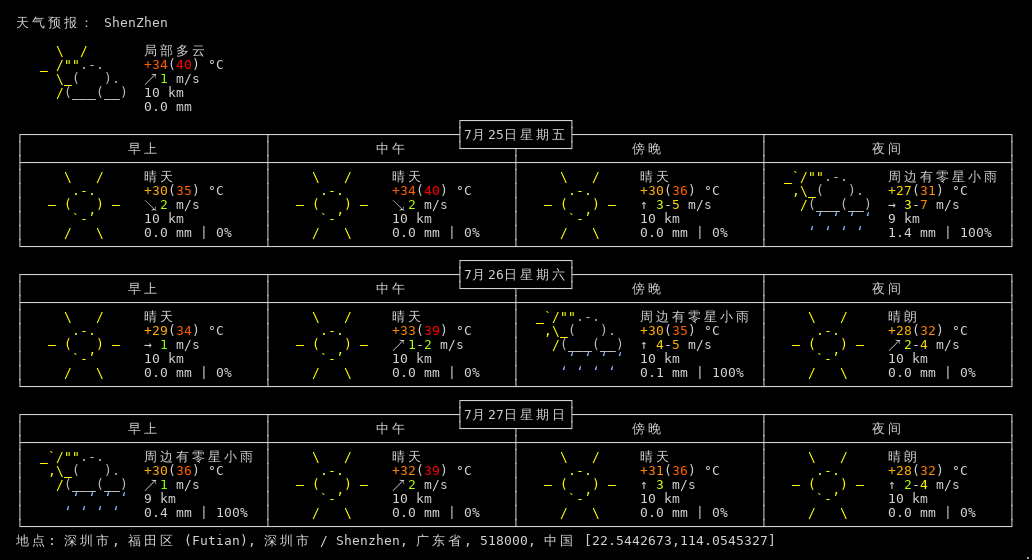 天气预报： ShenZhen
局部多云
+34(40) °C
↗ 1 m/s
10 km
0.0 mm
7月25日星期五
早上 中午 傍晚 夜间
晴天 晴天 晴天 周边有零星小雨
+30(35) °C +34(40) °C +30(36) °C +27(31) °C
↘ 2 m/s ↘ 2 m/s ↑ 3-5 m/s → 3-7 m/s
10 km 10 km 10 km 9 km
0.0 mm | 0% 0.0 mm | 0% 0.0 mm | 0% 1.4 mm | 100%
7月26日星期六
早上 中午 傍晚 夜间
晴天 晴天 周边有零星小雨 晴朗
+29(34) °C +33(39) °C +30(35) °C +28(32) °C
→ 1 m/s ↗ 1-2 m/s ↑ 4-5 m/s ↗ 2-4 m/s
10 km 10 km 10 km 10 km
0.0 mm | 0% 0.0 mm | 0% 0.1 mm | 100% 0.0 mm | 0%
7月27日星期日
早上 中午 傍晚 夜间
周边有零星小雨 晴天 晴天 晴朗
+30(36) °C +32(39) °C +31(36) °C +28(32) °C
↗ 1 m/s ↗ 2 m/s ↑ 3 m/s ↑ 2-4 m/s
9 km 10 km 10 km 10 km
0.4 mm | 100% 0.0 mm | 0% 0.0 mm | 0% 0.0 mm | 0%
地点: 深圳市, 福田区 (Futian), 深圳市 / Shenzhen, 广东省, 518000, 中国 [22.5442673,114.0545327]